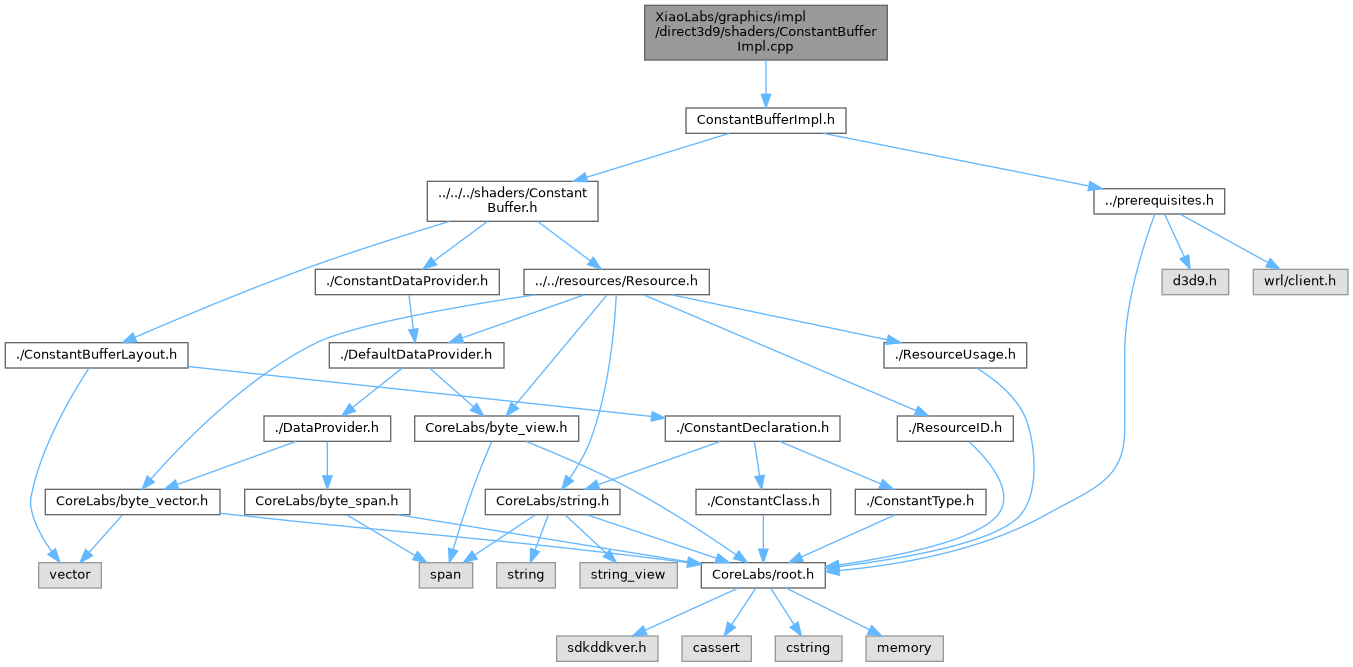 XiaoLabs/graphics/impl
/direct3d9/shaders/ConstantBuffer
Impl.cpp
ConstantBufferImpl.h
../../../shaders/Constant
Buffer.h
../prerequisites.h
./ConstantDataProvider.h
../../resources/Resource.h
d3d9.h
wrl/client.h
./ConstantBufferLayout.h
./DefaultDataProvider.h
./ResourceUsage.h
./DataProvider.h
CoreLabs/byte_view.h
./ConstantDeclaration.h
./ResourceID.h
CoreLabs/byte_vector.h
CoreLabs/byte_span.h
CoreLabs/string.h
./ConstantClass.h
./ConstantType.h
vector
span
string
string_view
CoreLabs/root.h
sdkddkver.h
cassert
cstring
memory